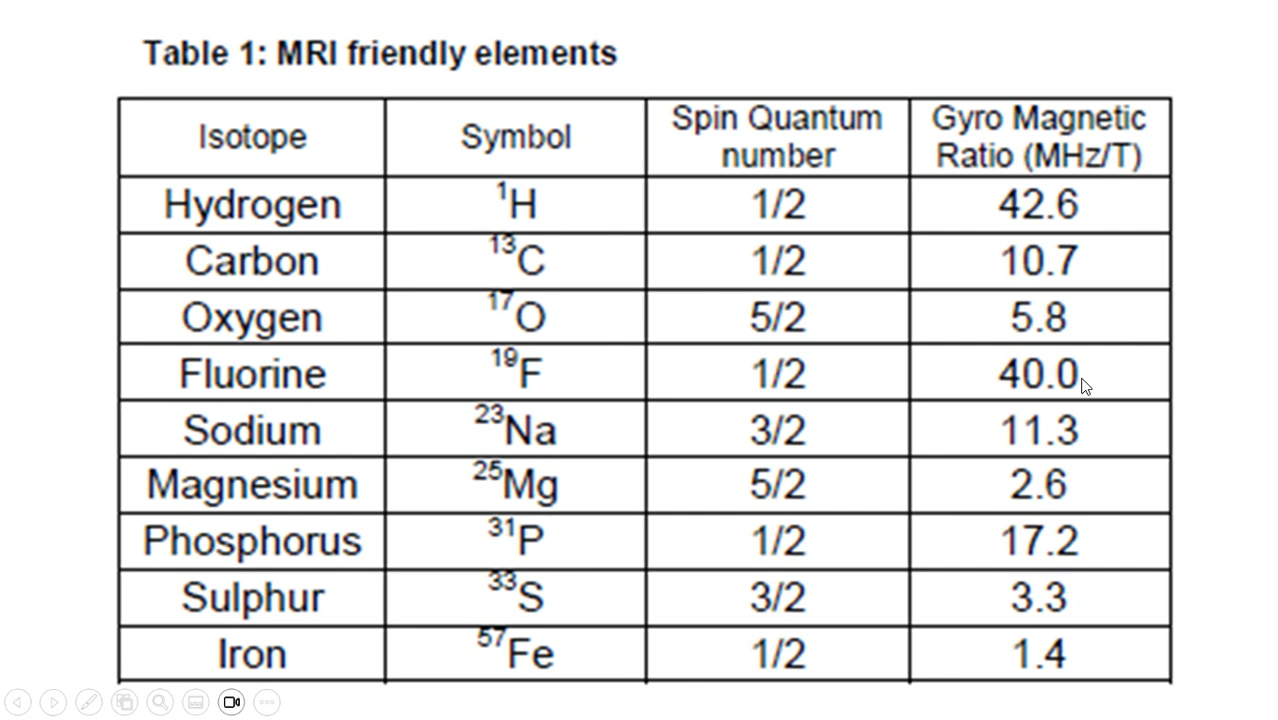 Table 1: MRI friendly elements
Isotope Symbol Spin Quantum number Gyro Magnetic Ratio (MHz/T)
Hydrogen ¹H 1/2 42.6
Carbon ¹³C 1/2 10.7
Oxygen ¹⁷O 5/2 5.8
Fluorine ¹⁹F 1/2 40.0
Sodium ²³Na 3/2 11.3
Magnesium ²⁵Mg 5/2 2.6
Phosphorus ³¹P 1/2 17.2
Sulphur ³³S 3/2 3.3
Iron ⁵⁷Fe 1/2 1.4